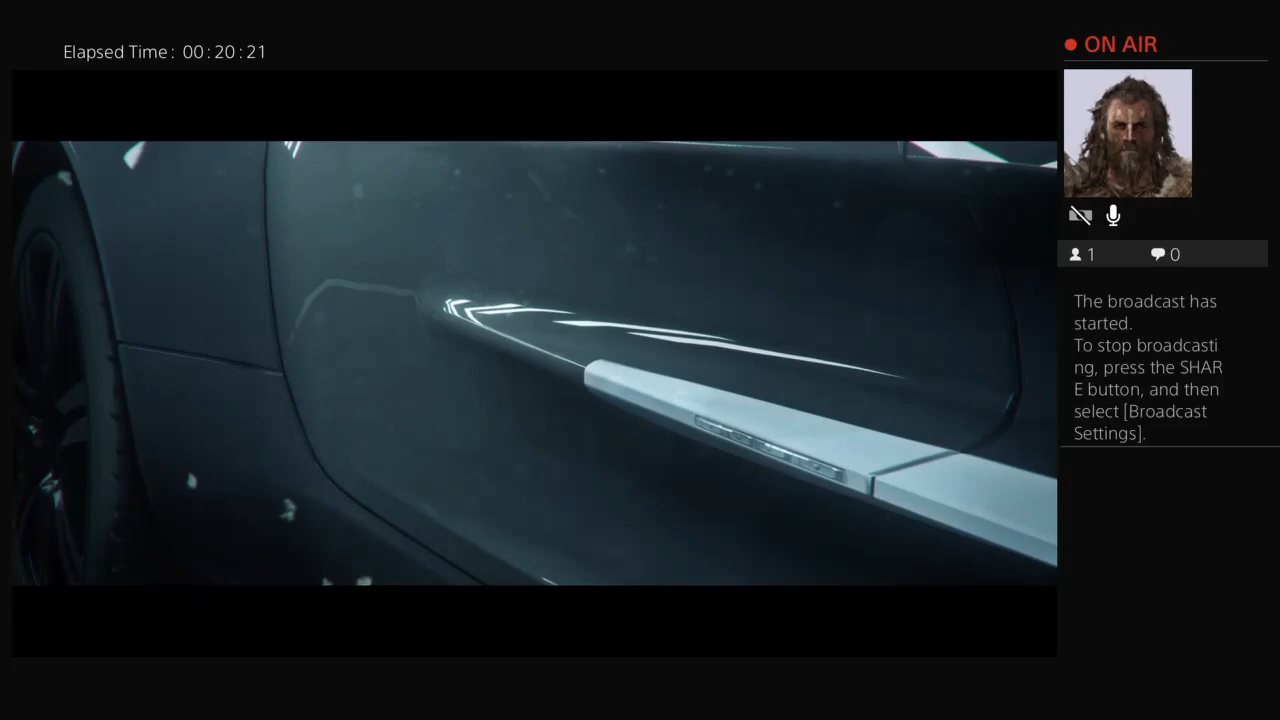 Elapsed Time: 00:20:21
ON AIR
1 0
The broadcast has
started.
To stop broadcasti
ng, press the SHAR
E button, and then
select [Broadcast
Settings].